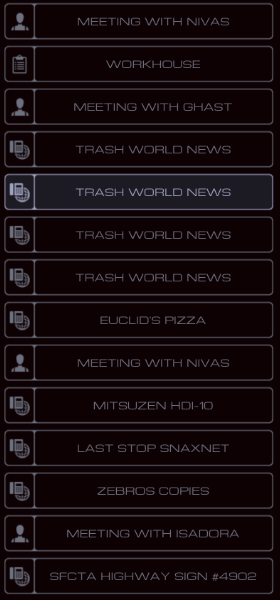 MEETING WITH NIVAS
WORKHOUSE
MEETING WITH GHAST
TRASH WORLD NEWS
TRASH WORLD NEWS
TRASH WORLD NEWS
TRASH WORLD NEWS
EUCLID'S PIZZA
MEETING WITH NIVAS
MITSUZEN HDI-10
LAST STOP SNAXNET
ZEBROS COPIES
MEETING WITH ISADORA
SFCTA HIGHWAY SIGN #4902